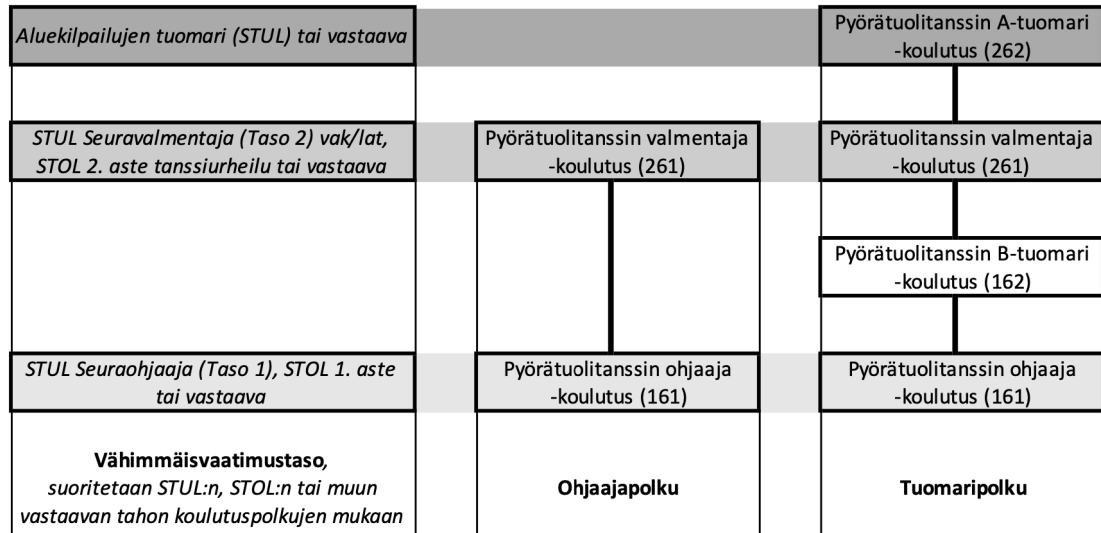 Aluekilpailujen tuomari (STUL) tai vastaava
Pyörätuolitanssin A-tuomari
-koulutus (262)
STUL Seuravalmentaja (Taso 2) vak/lat,
STOL 2. aste tanssiurheilu tai vastaava
Pyörätuolitanssin valmentaja
-koulutus (261)
Pyörätuolitanssin valmentaja
-koulutus (261)
Pyörätuolitanssin B-tuomari
-koulutus (162)
STUL Seuraohjaaja (Taso 1), STOL 1. aste
tai vastaava
Pyörätuolitanssin ohjaaja
-koulutus (161)
Pyörätuolitanssin ohjaaja
-koulutus (161)
Vähimmäisvaatimustaso,
suoritetaan STUL:n, STOL:n tai muun
vastaavan tahon koulutuspolkujen mukaan
Ohjaajapolku
Tuomaripolku